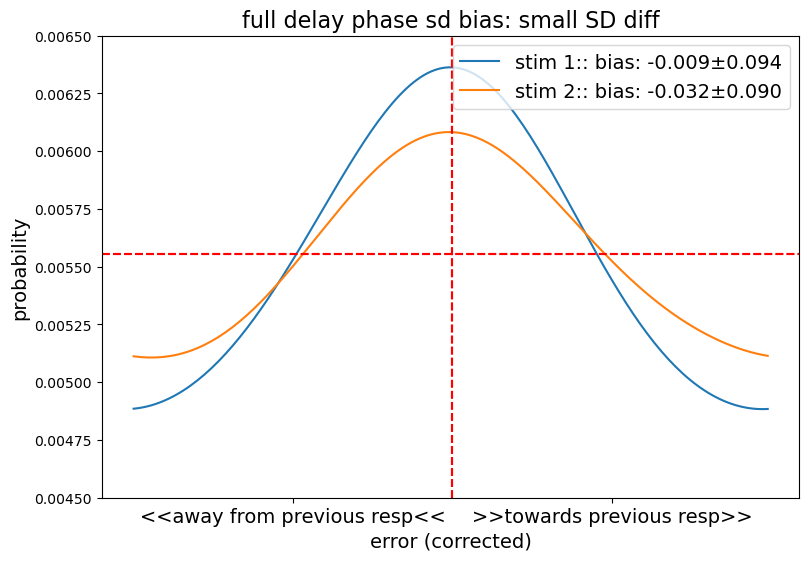 full delay phase sd bias: small SD diff
stim 1:: bias: -0.009±0.094
stim 2:: bias: -0.032±0.090
0.00650
0.00625
0.00600
0.00575
0.00550
0.00525
0.00500
0.00475
0.00450
probability
<<away from previous resp<<
>>towards previous resp>>
error (corrected)